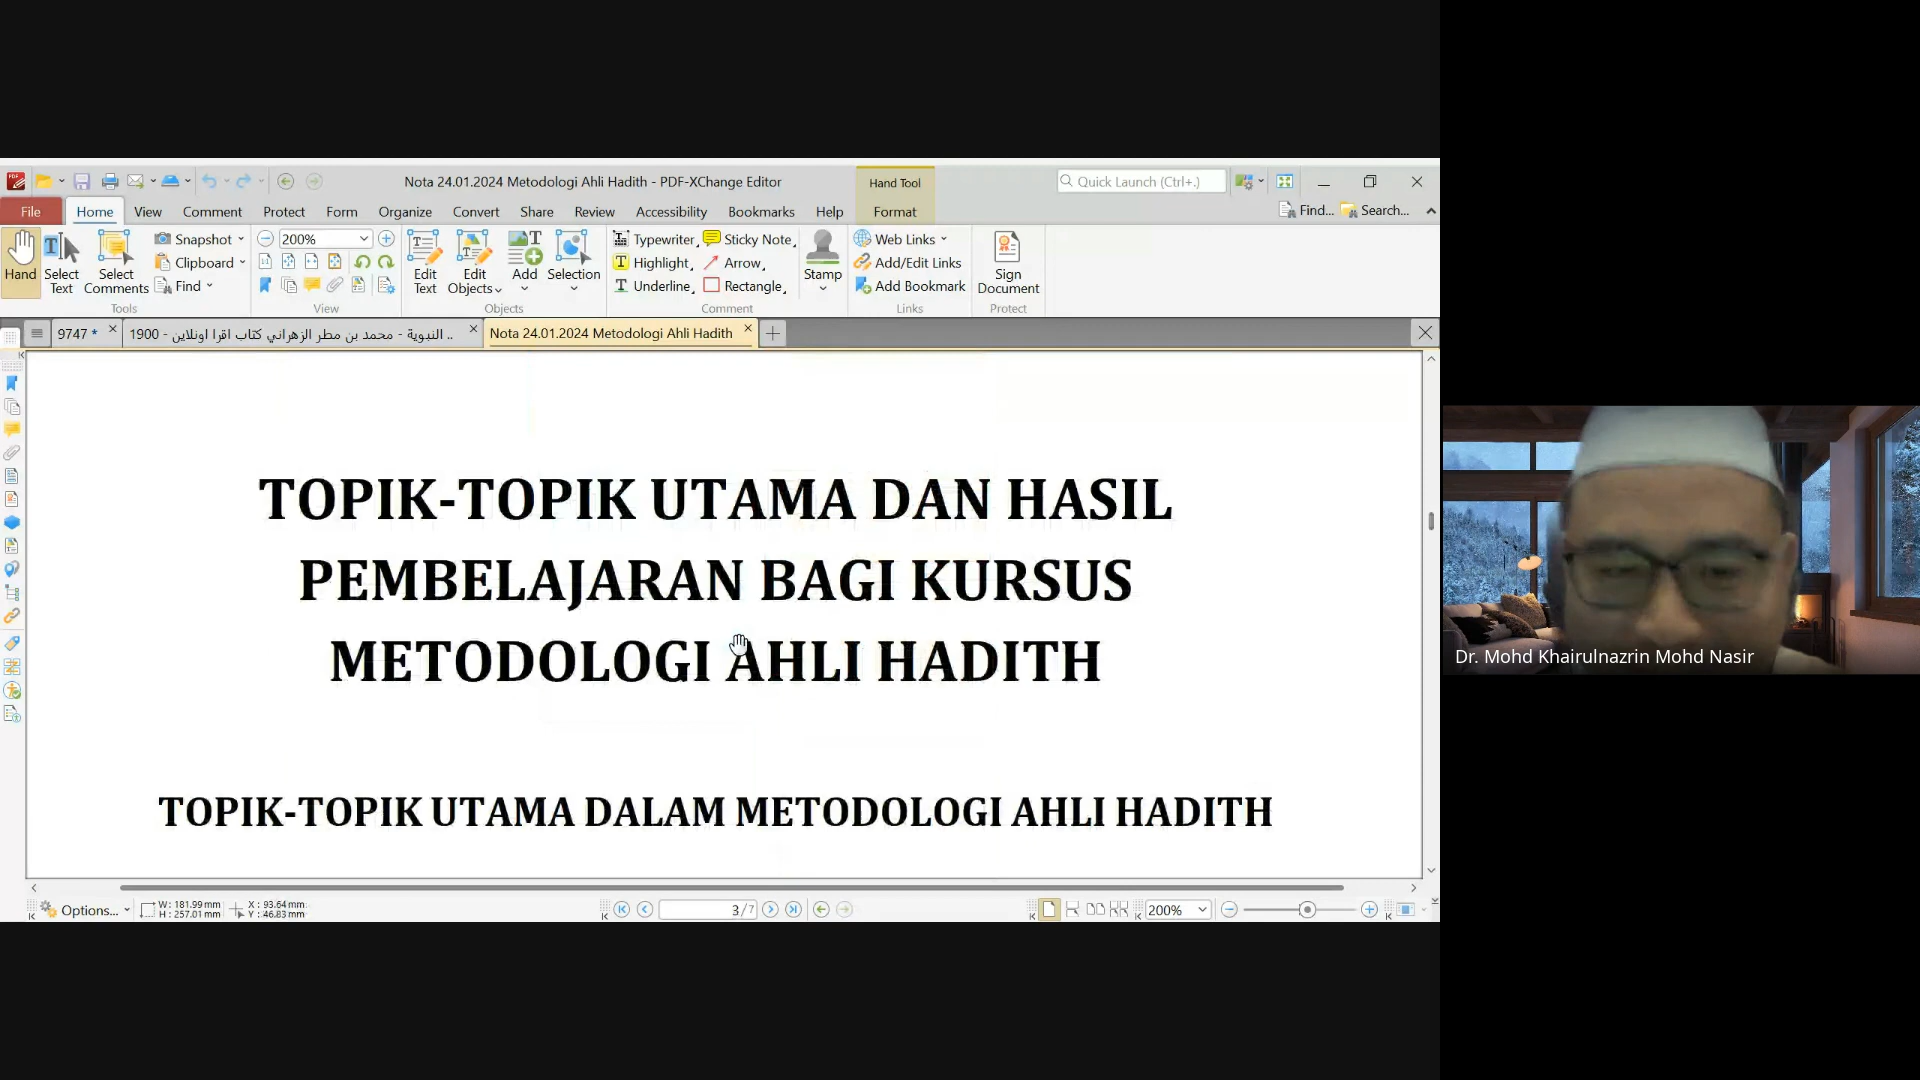 Nota 24.01.2024 Metodologi Ahli Hadith - PDF-XChange Editor
Hand Tool
Quick Launch (Ctrl+.)
File Home View Comment Protect Form Organize Convert Share Review Accessibility Bookmarks Help Format
Find... Search...
Hand
Select Text
Select Comments
Snapshot
Clipboard
Find
Tools
200%
View
Edit Text
Edit Objects
Add
Selection
Objects
Typewriter
Highlight
Underline
Sticky Note
Arrow
Rectangle
Stamp
Comment
Web Links
Add/Edit Links
Add Bookmark
Links
Sign Document
Protect
9747 *
.. النبوية - محمد بن مطر الزهراني كتاب اقرا اونلاين - 1900
Nota 24.01.2024 Metodologi Ahli Hadith
TOPIK-TOPIK UTAMA DAN HASIL
PEMBELAJARAN BAGI KURSUS
METODOLOGI AHLI HADITH
TOPIK-TOPIK UTAMA DALAM METODOLOGI AHLI HADITH
Dr. Mohd Khairulnazrin Mohd Nasir
Options...
W: 181.99 mm
H: 257.01 mm
X: 93.64 mm
Y: 46.83 mm
3 / 7
200%